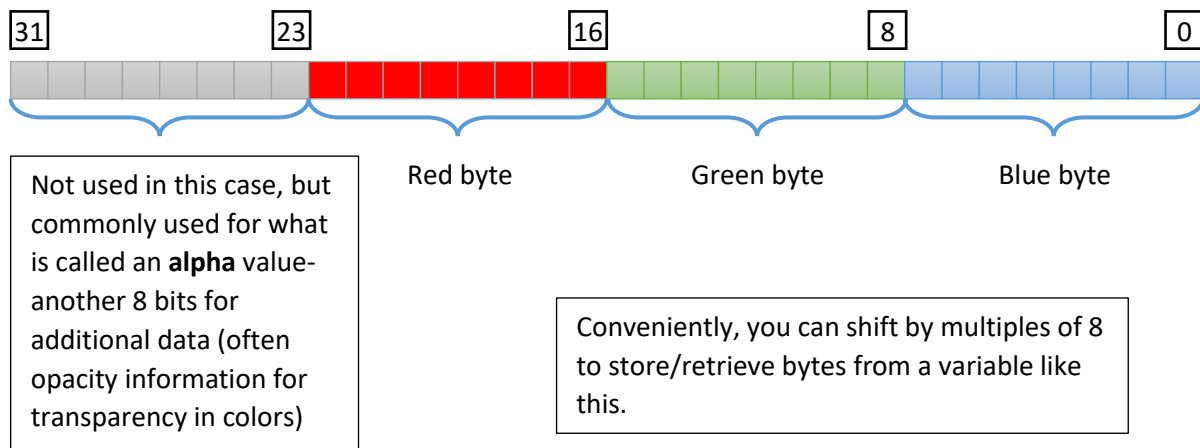 31 23 16 8 0
Red byte Green byte Blue byte
Not used in this case, but
commonly used for what
is called an alpha value-
another 8 bits for
additional data (often
opacity information for
transparency in colors)
Conveniently, you can shift by multiples of 8
to store/retrieve bytes from a variable like
this.